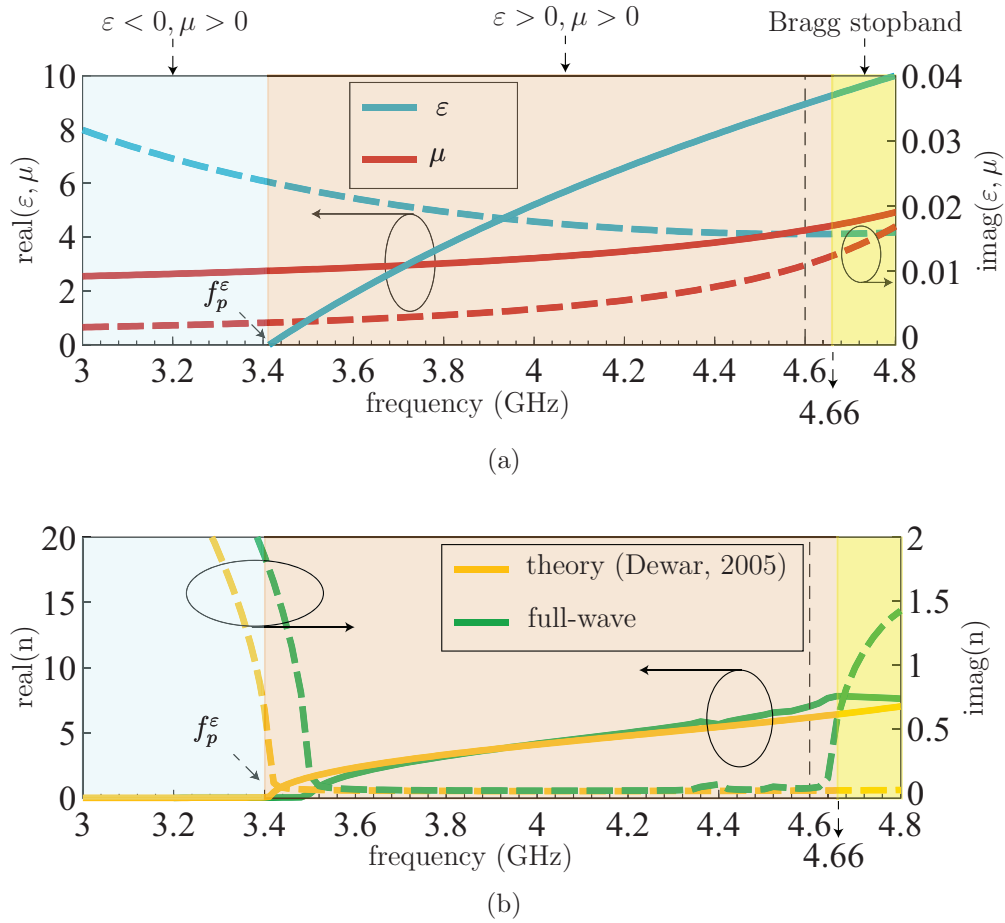 ε < 0, μ > 0
ε > 0, μ > 0
Bragg stopband
10
8
6
4
2
0
real(ε, μ)
ε
μ
f_p^ε
0.04
0.03
0.02
0.01
0
imag(ε, μ)
3 3.2 3.4 3.6 3.8 4 4.2 4.4 4.6 4.8
frequency (GHz)
4.66
(a)
20
15
10
5
0
real(n)
theory (Dewar, 2005)
full-wave
f_p^ε
2
1.5
1
0.5
0
imag(n)
3 3.2 3.4 3.6 3.8 4 4.2 4.4 4.6 4.8
frequency (GHz)
4.66
(b)